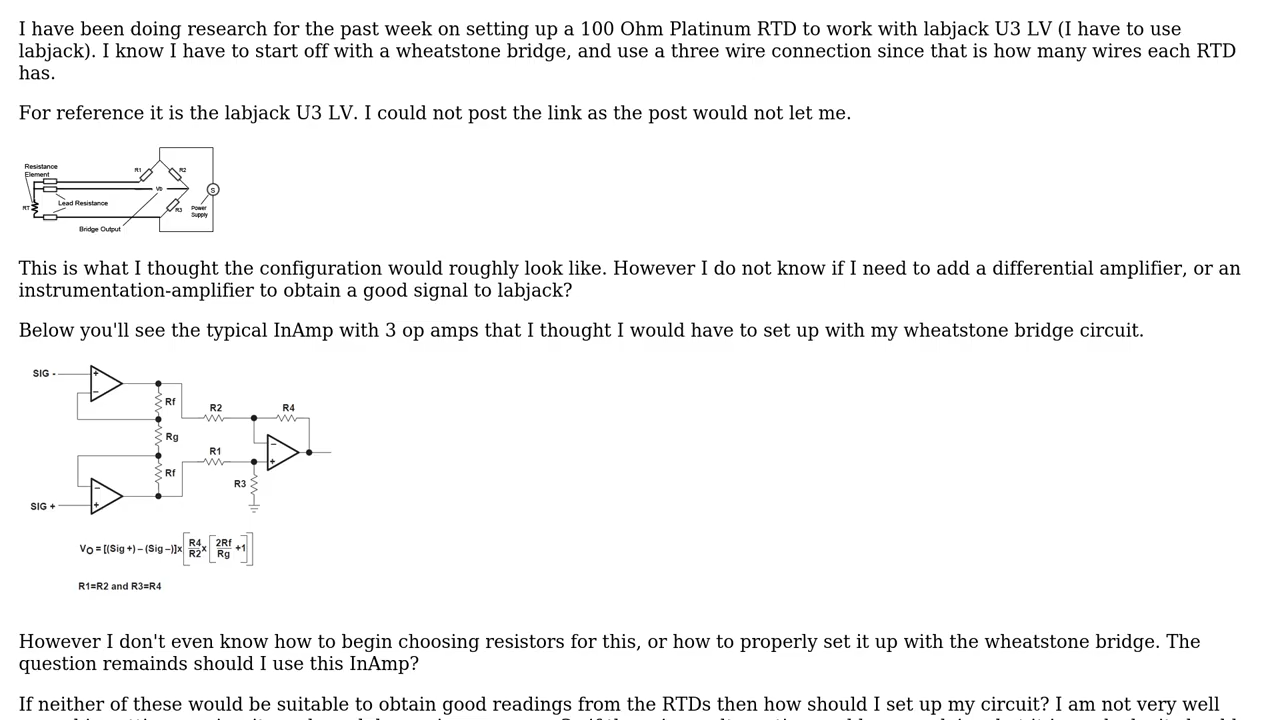 I have been doing research for the past week on setting up a 100 Ohm Platinum RTD to work with labjack U3 LV (I have to use
labjack). I know I have to start off with a wheatstone bridge, and use a three wire connection since that is how many wires each RTD
has.
For reference it is the labjack U3 LV. I could not post the link as the post would not let me.
Resistance
Element
R1
R2
Vb
S
RT
Lead Resistance
R3
Power
Supply
Bridge Output
This is what I thought the configuration would roughly look like. However I do not know if I need to add a differential amplifier, or an
instrumentation-amplifier to obtain a good signal to labjack?
Below you'll see the typical InAmp with 3 op amps that I thought I would have to set up with my wheatstone bridge circuit.
SIG -
+
−
Rf
R2
R4
Rg
−
R1
+
Rf
−
R3
SIG +
+
VO = [(Sig +) – (Sig –)]x[R4/R2 x [2Rf/Rg +1]]
R1=R2 and R3=R4
However I don't even know how to begin choosing resistors for this, or how to properly set it up with the wheatstone bridge. The
question remainds should I use this InAmp?
If neither of these would be suitable to obtain good readings from the RTDs then how should I set up my circuit? I am not very well